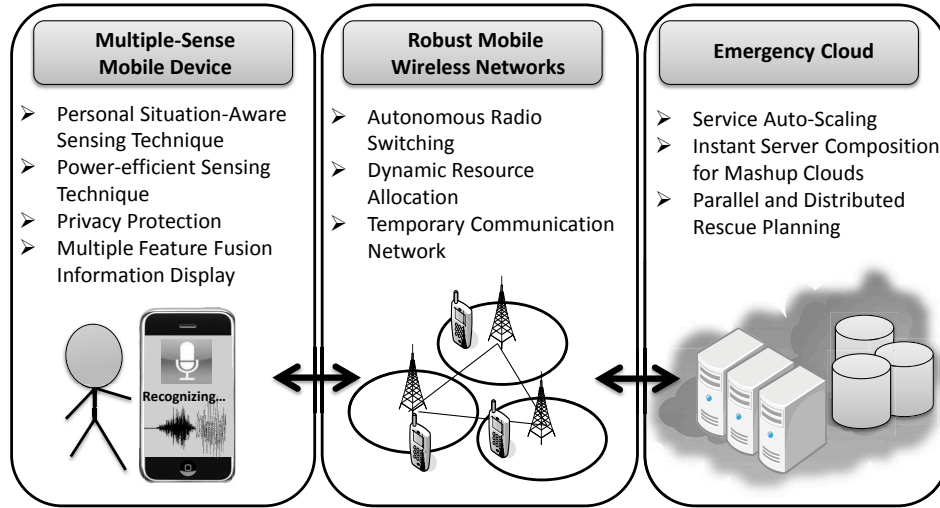 Multiple-Sense
Mobile Device
➢ Personal Situation-Aware
Sensing Technique
➢ Power-efficient Sensing
Technique
➢ Privacy Protection
➢ Multiple Feature Fusion
Information Display
Recognizing...
Robust Mobile
Wireless Networks
➢ Autonomous Radio
Switching
➢ Dynamic Resource
Allocation
➢ Temporary Communication
Network
Emergency Cloud
➢ Service Auto-Scaling
➢ Instant Server Composition
for Mashup Clouds
➢ Parallel and Distributed
Rescue Planning